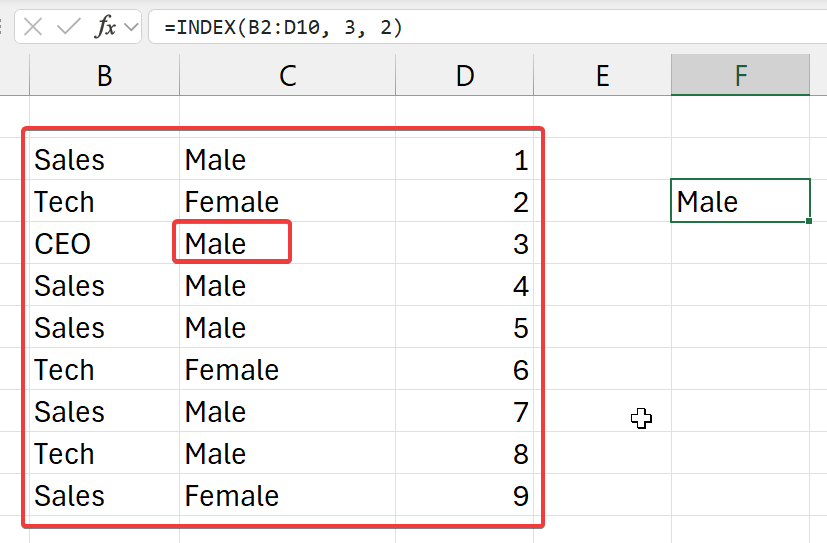 fx =INDEX(B2:D10, 3, 2)
B C D E F
Sales Male 1
Tech Female 2 Male
CEO Male 3
Sales Male 4
Sales Male 5
Tech Female 6
Sales Male 7
Tech Male 8
Sales Female 9